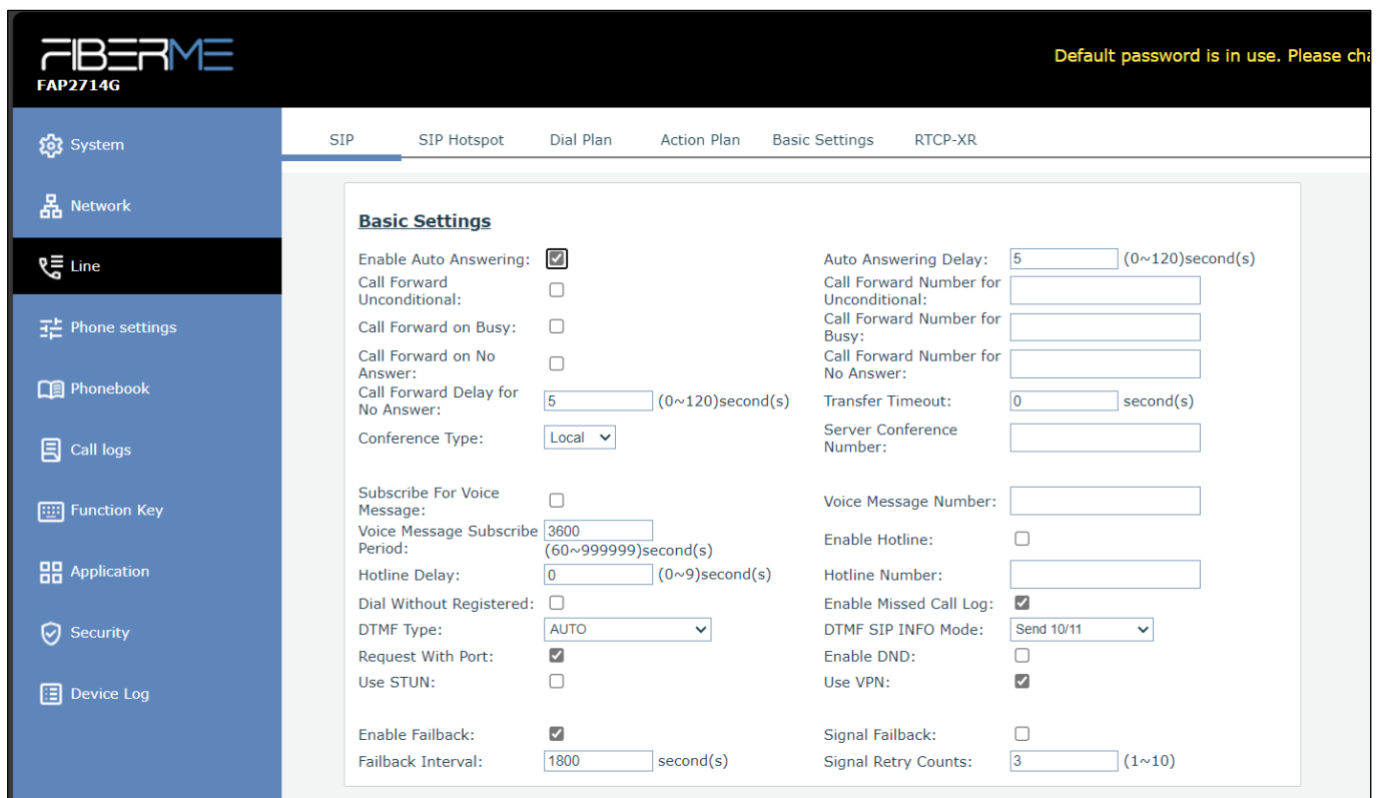 FIBERME
FAP2714G
Default password is in use. Please cha
System
Network
Line
Phone settings
Phonebook
Call logs
Function Key
Application
Security
Device Log
SIP SIP Hotspot Dial Plan Action Plan Basic Settings RTCP-XR
Basic Settings
Enable Auto Answering: Auto Answering Delay: 5 (0~120)second(s)
Call Forward
Unconditional:
Call Forward Number for
Unconditional:
Call Forward on Busy:
Call Forward Number for
Busy:
Call Forward on No
Answer:
Call Forward Number for
No Answer:
Call Forward Delay for
No Answer: 5 (0~120)second(s)
Transfer Timeout: 0 second(s)
Conference Type: Local
Server Conference
Number:
Subscribe For Voice
Message:
Voice Message Number:
Voice Message Subscribe
Period: 3600
(60~999999)second(s)
Enable Hotline:
Hotline Delay: 0 (0~9)second(s)
Hotline Number:
Dial Without Registered: Enable Missed Call Log:
DTMF Type: AUTO DTMF SIP INFO Mode: Send 10/11
Request With Port: Enable DND:
Use STUN: Use VPN:
Enable Failback: Signal Failback:
Failback Interval: 1800 second(s) Signal Retry Counts: 3 (1~10)